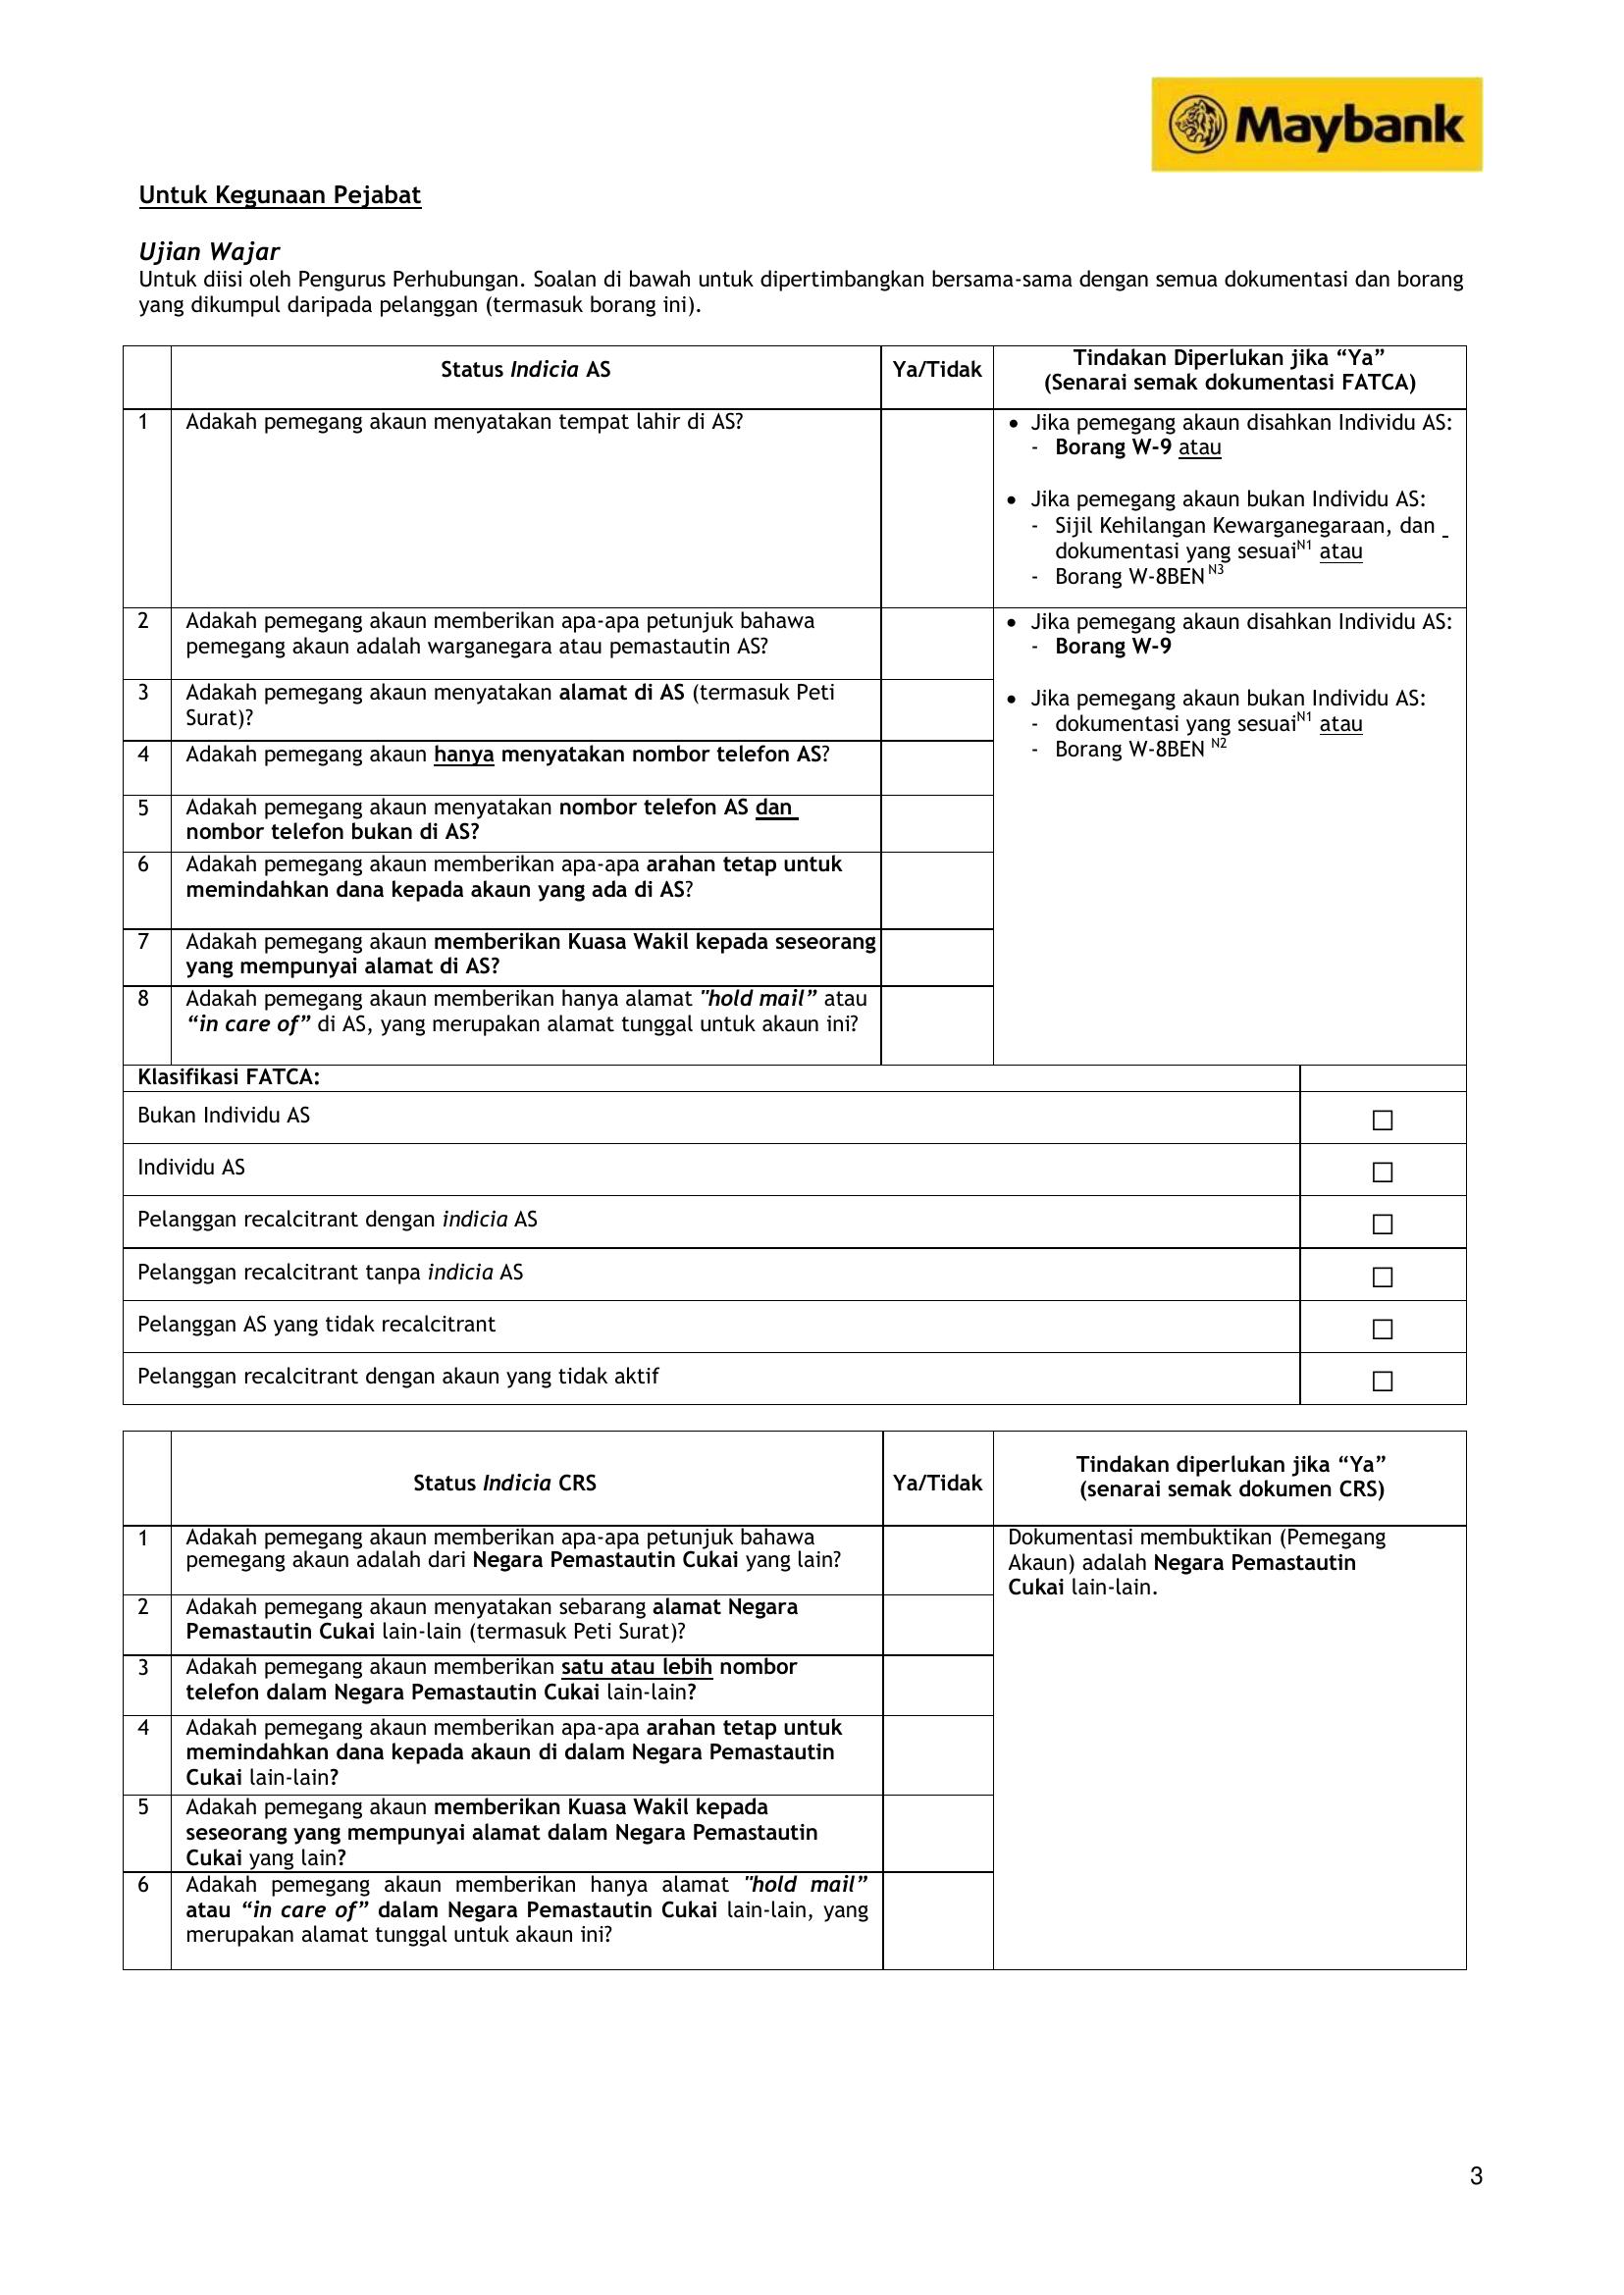 Maybank
Untuk Kegunaan Pejabat
Ujian Wajar
Untuk diisi oleh Pengurus Perhubungan. Soalan di bawah untuk dipertimbangkan bersama-sama dengan semua dokumentasi dan borang
yang dikumpul daripada pelanggan (termasuk borang ini).
Status Indicia AS
Ya/Tidak
Tindakan Diperlukan jika “Ya”
(Senarai semak dokumentasi FATCA)
1
Adakah pemegang akaun menyatakan tempat lahir di AS?
• Jika pemegang akaun disahkan Individu AS:
- Borang W-9 atau
• Jika pemegang akaun bukan Individu AS:
- Sijil Kehilangan Kewarganegaraan, dan
dokumentasi yang sesuaiN1 atau
- Borang W-8BEN N3
2
Adakah pemegang akaun memberikan apa-apa petunjuk bahawa
pemegang akaun adalah warganegara atau pemastautin AS?
• Jika pemegang akaun disahkan Individu AS:
- Borang W-9
• Jika pemegang akaun bukan Individu AS:
- dokumentasi yang sesuaiN1 atau
- Borang W-8BEN N2
3
Adakah pemegang akaun menyatakan alamat di AS (termasuk Peti
Surat)?
4
Adakah pemegang akaun hanya menyatakan nombor telefon AS?
5
Adakah pemegang akaun menyatakan nombor telefon AS dan
nombor telefon bukan di AS?
6
Adakah pemegang akaun memberikan apa-apa arahan tetap untuk
memindahkan dana kepada akaun yang ada di AS?
7
Adakah pemegang akaun memberikan Kuasa Wakil kepada seseorang
yang mempunyai alamat di AS?
8
Adakah pemegang akaun memberikan hanya alamat "hold mail” atau
“in care of” di AS, yang merupakan alamat tunggal untuk akaun ini?
Klasifikasi FATCA:
Bukan Individu AS
☐
Individu AS
☐
Pelanggan recalcitrant dengan indicia AS
☐
Pelanggan recalcitrant tanpa indicia AS
☐
Pelanggan AS yang tidak recalcitrant
☐
Pelanggan recalcitrant dengan akaun yang tidak aktif
☐
Status Indicia CRS
Ya/Tidak
Tindakan diperlukan jika “Ya”
(senarai semak dokumen CRS)
1
Adakah pemegang akaun memberikan apa-apa petunjuk bahawa
pemegang akaun adalah dari Negara Pemastautin Cukai yang lain?
Dokumentasi membuktikan (Pemegang
Akaun) adalah Negara Pemastautin
Cukai lain-lain.
2
Adakah pemegang akaun menyatakan sebarang alamat Negara
Pemastautin Cukai lain-lain (termasuk Peti Surat)?
3
Adakah pemegang akaun memberikan satu atau lebih nombor
telefon dalam Negara Pemastautin Cukai lain-lain?
4
Adakah pemegang akaun memberikan apa-apa arahan tetap untuk
memindahkan dana kepada akaun di dalam Negara Pemastautin
Cukai lain-lain?
5
Adakah pemegang akaun memberikan Kuasa Wakil kepada
seseorang yang mempunyai alamat dalam Negara Pemastautin
Cukai yang lain?
6
Adakah pemegang akaun memberikan hanya alamat "hold mail”
atau “in care of” dalam Negara Pemastautin Cukai lain-lain, yang
merupakan alamat tunggal untuk akaun ini?
3